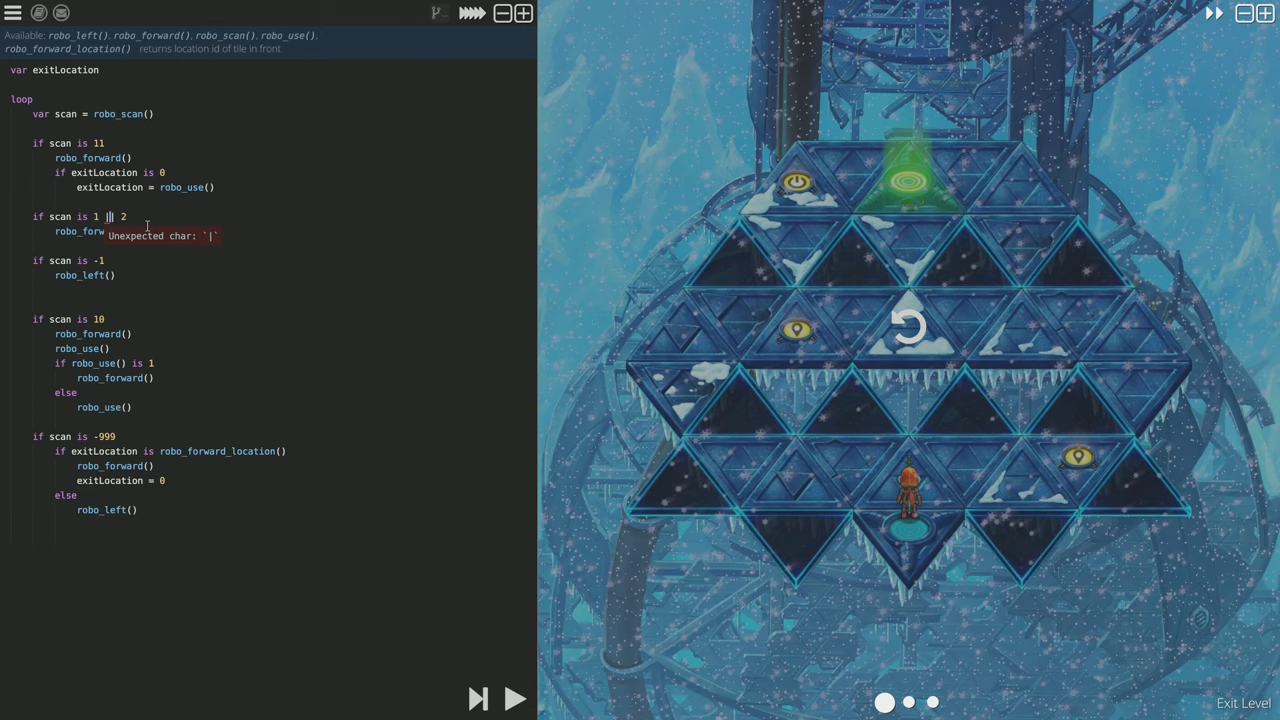 Available: robo_left(), robo_forward(), robo_scan(), robo_use(),
robo_forward_location() returns location id of tile in front
var exitLocation
loop
var scan = robo_scan()
if scan is 11
robo_forward()
if exitLocation is 0
exitLocation = robo_use()
if scan is 1 || 2
robo_forw
Unexpected char: `|`
if scan is -1
robo_left()
if scan is 10
robo_forward()
robo_use()
if robo_use() is 1
robo_forward()
else
robo_use()
if scan is -999
if exitLocation is robo_forward_location()
robo_forward()
exitLocation = 0
else
robo_left()
Exit Level